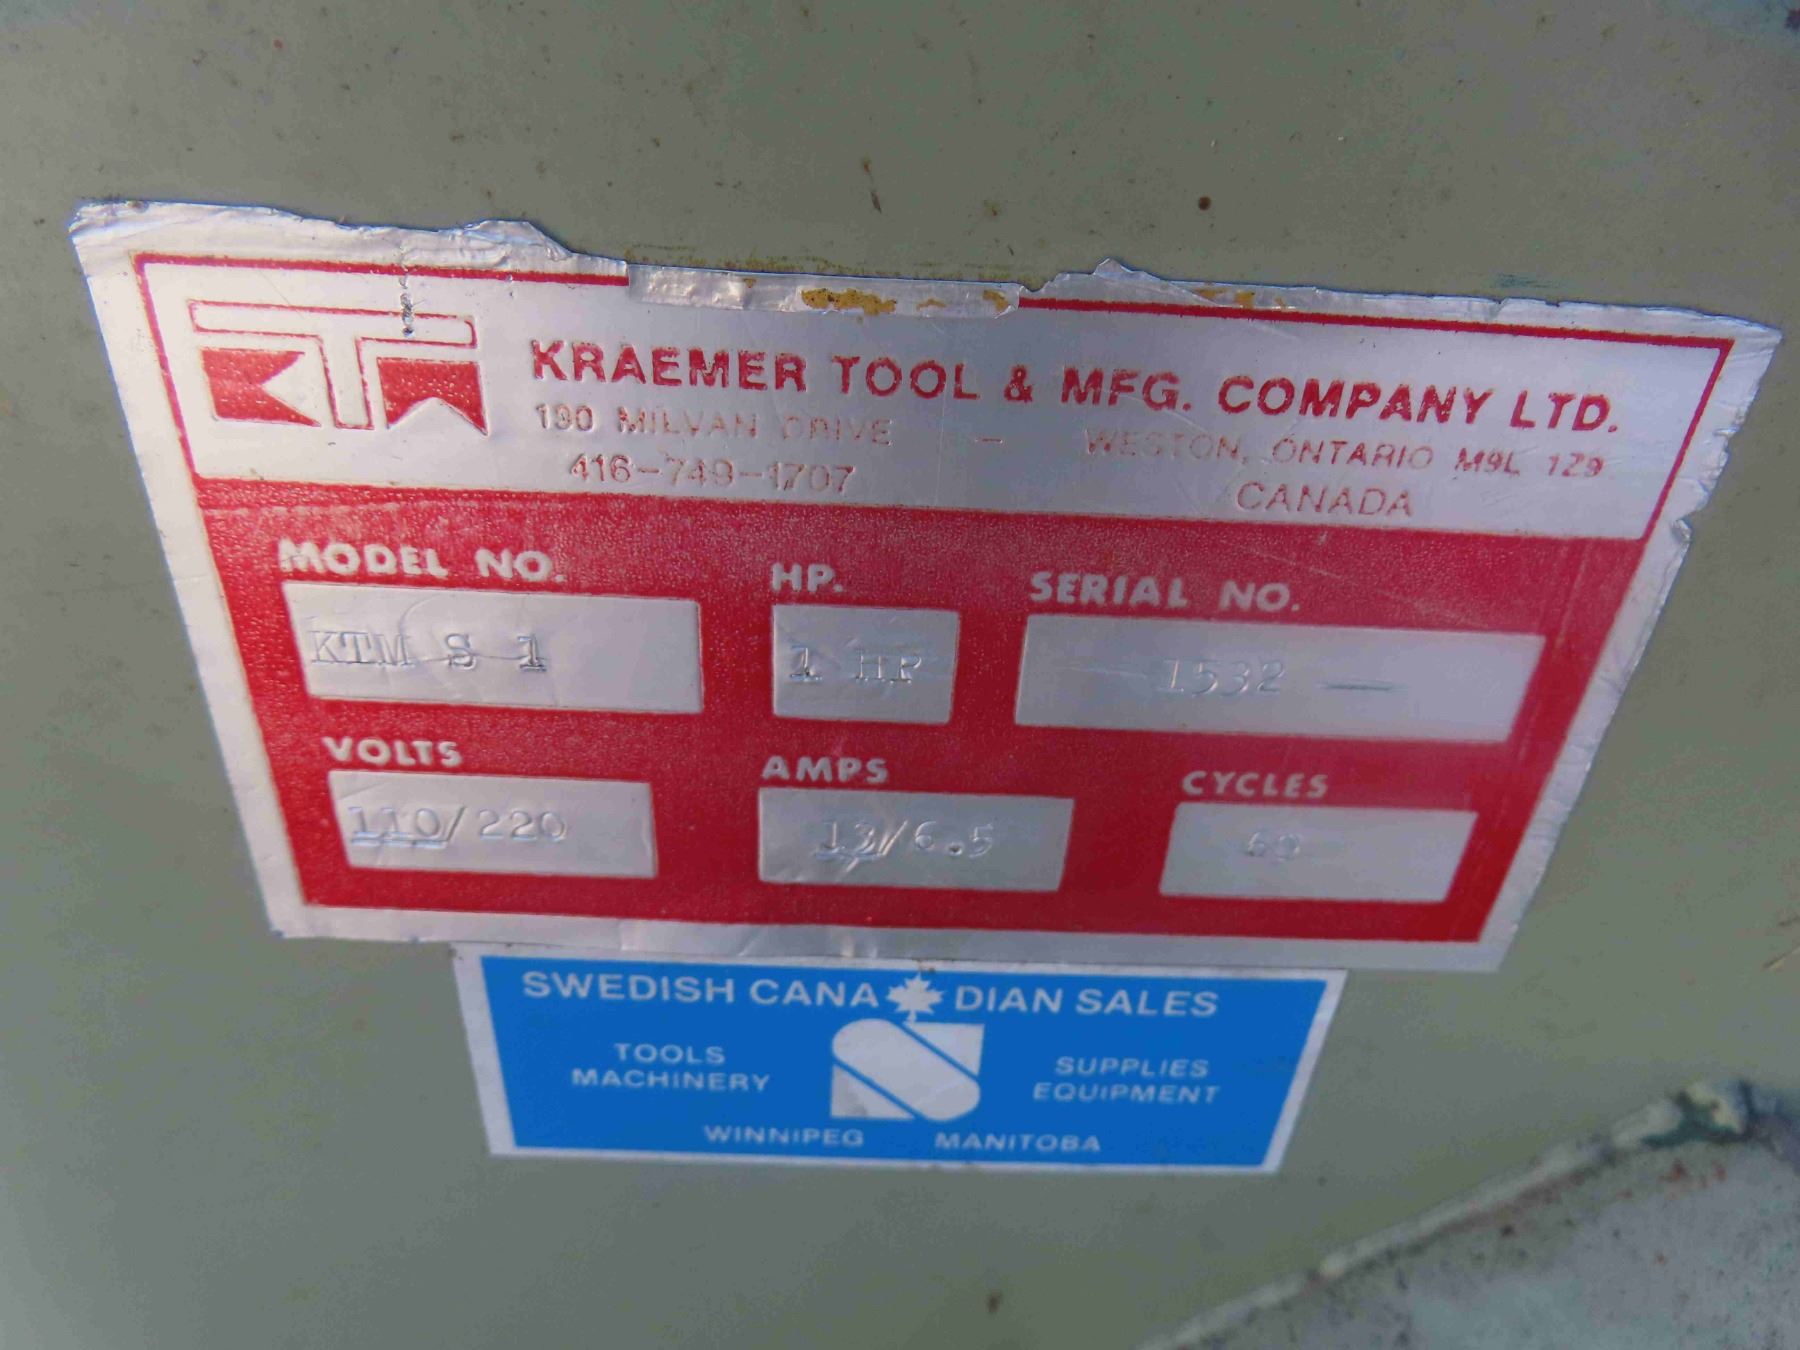 KTM
KRAEMER TOOL & MFG. COMPANY LTD.
190 MILVAN DRIVE - WESTON, ONTARIO M9L 1Z9
416-749-1707 CANADA
MODEL NO. HP. SERIAL NO.
KTM S 1 1 HP 1532 —
VOLTS AMPS CYCLES
110/220 13/6.5 60
SWEDISH CANADIAN SALES
TOOLS SUPPLIES
MACHINERY EQUIPMENT
S
WINNIPEG MANITOBA